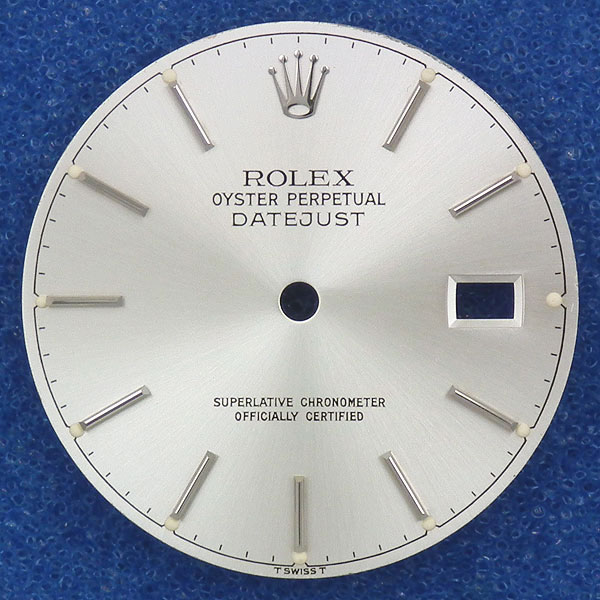 ROLEX
OYSTER PERPETUAL
DATEJUST
SUPERLATIVE CHRONOMETER
OFFICIALLY CERTIFIED
T SWISS T